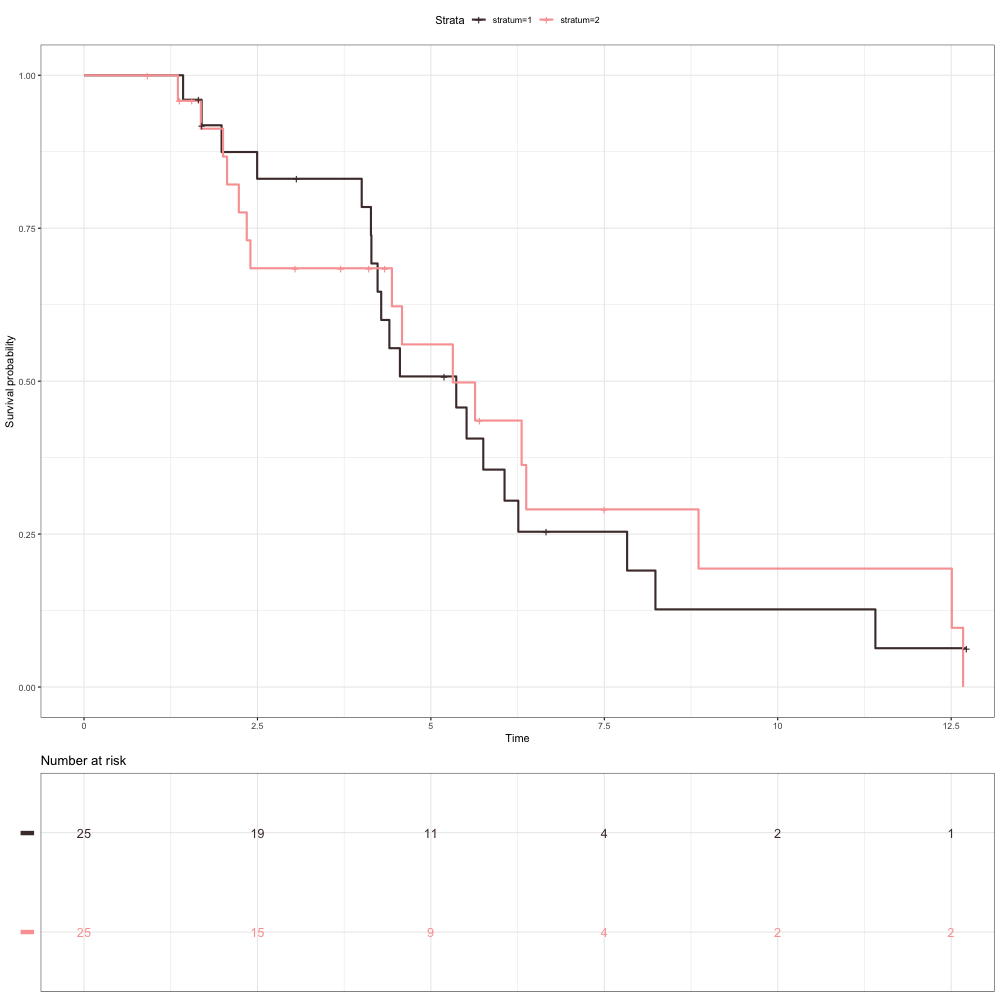 Strata stratum=1 stratum=2
1.00
0.75
0.50
0.25
0.00
Survival probability
0 2.5 5 7.5 10 12.5
Time
Number at risk
25 19 11 4 2 1
25 15 9 4 2 2